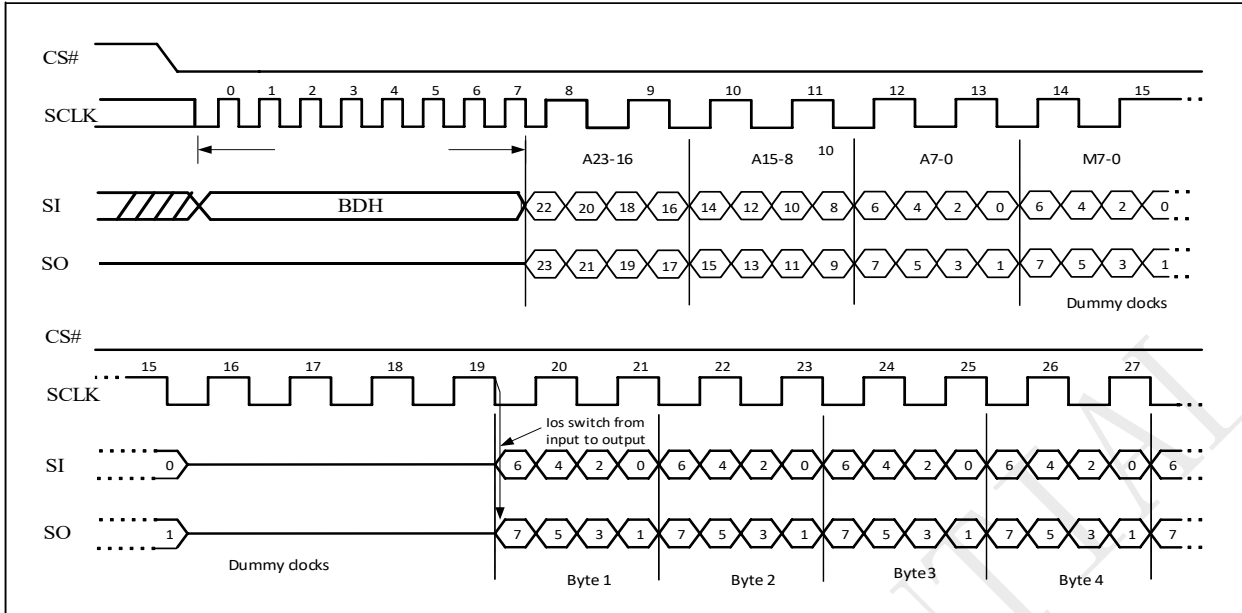 CS#
0 1 2 3 4 5 6 7 8 9 10 11 12 13 14 15
SCLK
A23-16 A15-8 10 A7-0 M7-0
SI BDH 22 20 18 16 14 12 10 8 6 4 2 0 6 4 2 0
SO 23 21 19 17 15 13 11 9 7 5 3 1 7 5 3 1
Dummy clocks
CS#
15 16 17 18 19 20 21 22 23 24 25 26 27
SCLK
Ios switch from
input to output
SI 0 6 4 2 0 6 4 2 0 6 4 2 0 6 4 2 0 6
SO 1 7 5 3 1 7 5 3 1 7 5 3 1 7 5 3 1 7
Dummy clocks Byte 1 Byte 2 Byte3 Byte 4